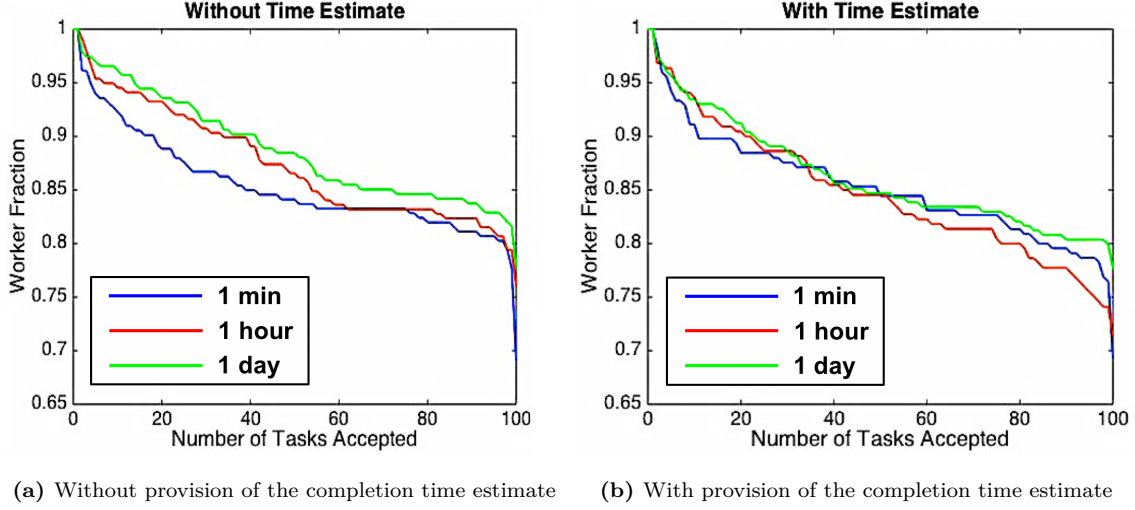 Without Time Estimate
1
0.95
0.9
0.85
0.8
0.75
0.7
0.65
Worker Fraction
1 min
1 hour
1 day
0 20 40 60 80 100
Number of Tasks Accepted
(a) Without provision of the completion time estimate
With Time Estimate
1
0.95
0.9
0.85
0.8
0.75
0.7
0.65
Worker Fraction
1 min
1 hour
1 day
0 20 40 60 80 100
Number of Tasks Accepted
(b) With provision of the completion time estimate